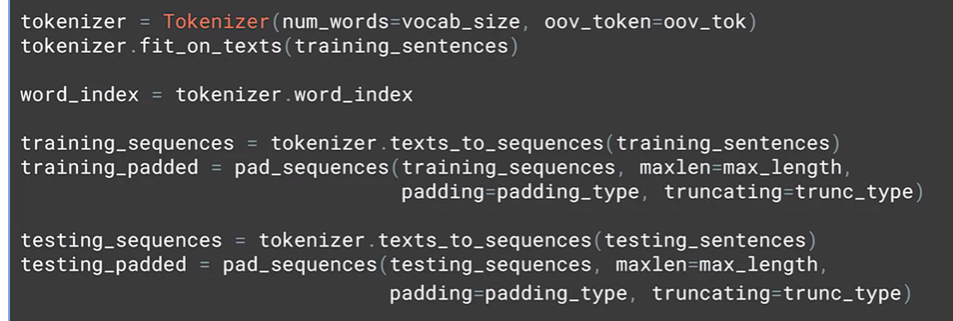 tokenizer = Tokenizer(num_words=vocab_size, oov_token=oov_tok)
tokenizer.fit_on_texts(training_sentences)
word_index = tokenizer.word_index
training_sequences = tokenizer.texts_to_sequences(training_sentences)
training_padded = pad_sequences(training_sequences, maxlen=max_length,
padding=padding_type, truncating=trunc_type)
testing_sequences = tokenizer.texts_to_sequences(testing_sentences)
testing_padded = pad_sequences(testing_sequences, maxlen=max_length,
padding=padding_type, truncating=trunc_type)